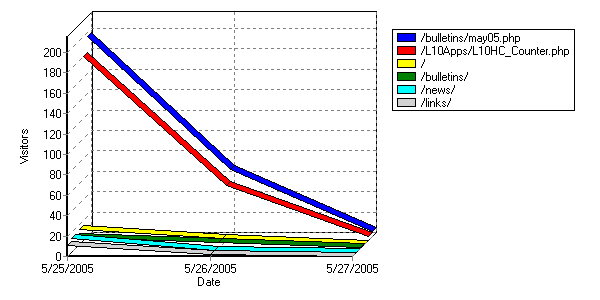 200
180
160
140
120
100
80
60
40
20
0
Visitors
5/25/2005
5/26/2005
5/27/2005
Date
/bulletins/may05.php
/L10Apps/L10HC_Counter.php
/
/bulletins/
/news/
/links/